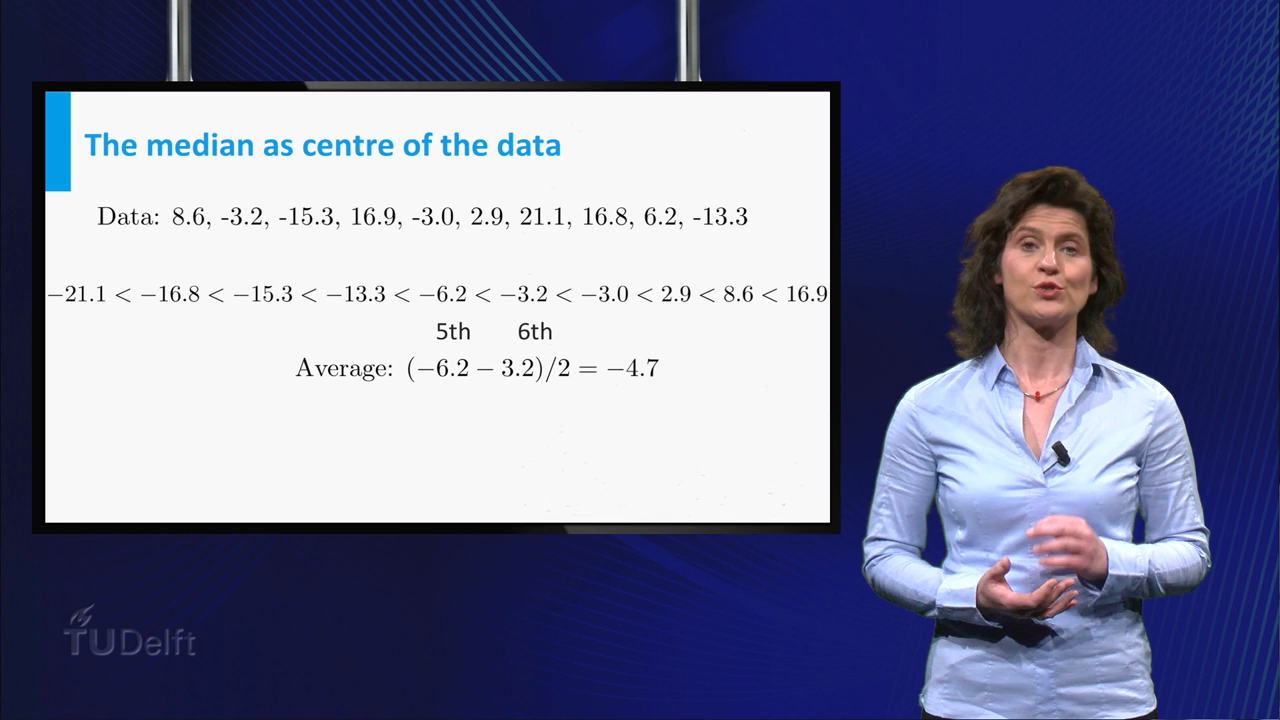 The median as centre of the data
Data: 8.6, -3.2, -15.3, 16.9, -3.0, 2.9, 21.1, 16.8, 6.2, -13.3
−21.1 < −16.8 < −15.3 < −13.3 < −6.2 < −3.2 < −3.0 < 2.9 < 8.6 < 16.9
5th 6th
Average: (−6.2 − 3.2)/2 = −4.7
TUDelft